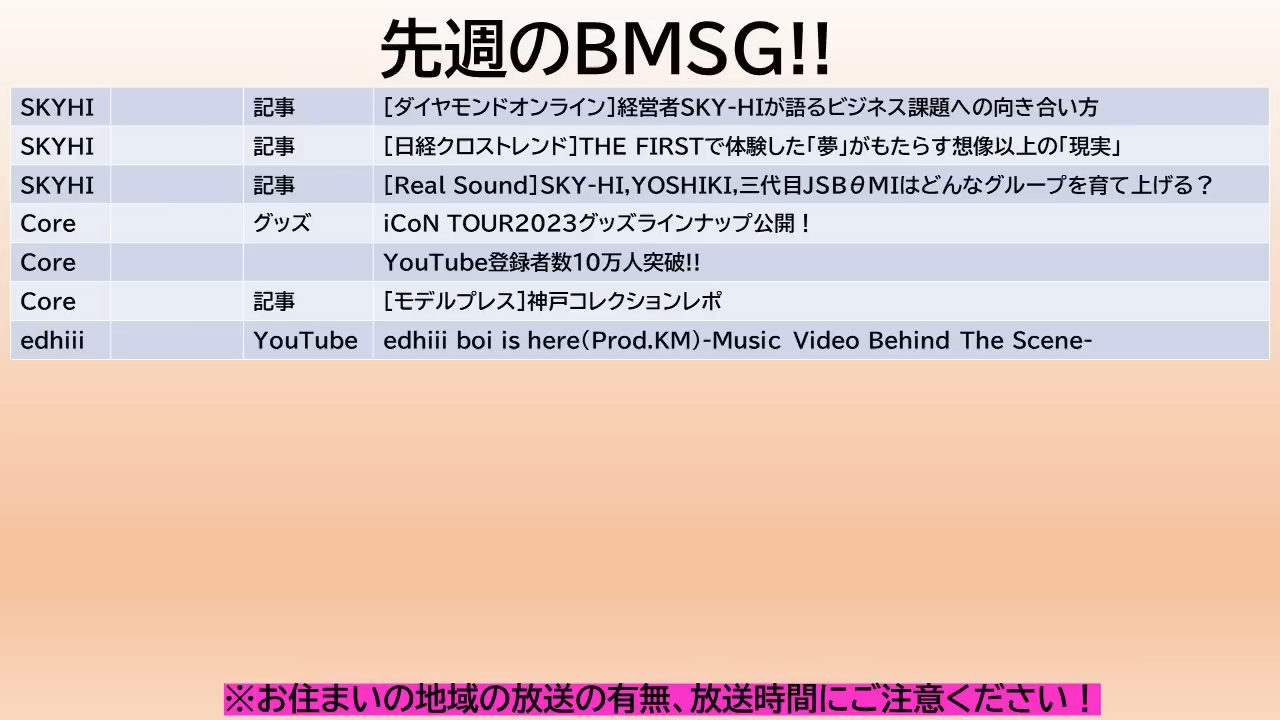 先週のBMSG!!
SKYHI 記事 [ダイヤモンドオンライン]経営者SKY-HIが語るビジネス課題への向き合い方
SKYHI 記事 [日経クロストレンド]THE FIRSTで体験した「夢」がもたらす想像以上の「現実」
SKYHI 記事 [Real Sound]SKY-HI,YOSHIKI,三代目JSBθMIはどんなグループを育て上げる？
Core グッズ iCoN TOUR2023グッズラインナップ公開！
Core YouTube登録者数10万人突破!!
Core 記事 [モデルプレス]神戸コレクションレポ
edhiii YouTube edhiii boi is here(Prod.KM)-Music Video Behind The Scene-
※お住まいの地域の放送の有無、放送時間にご注意ください！